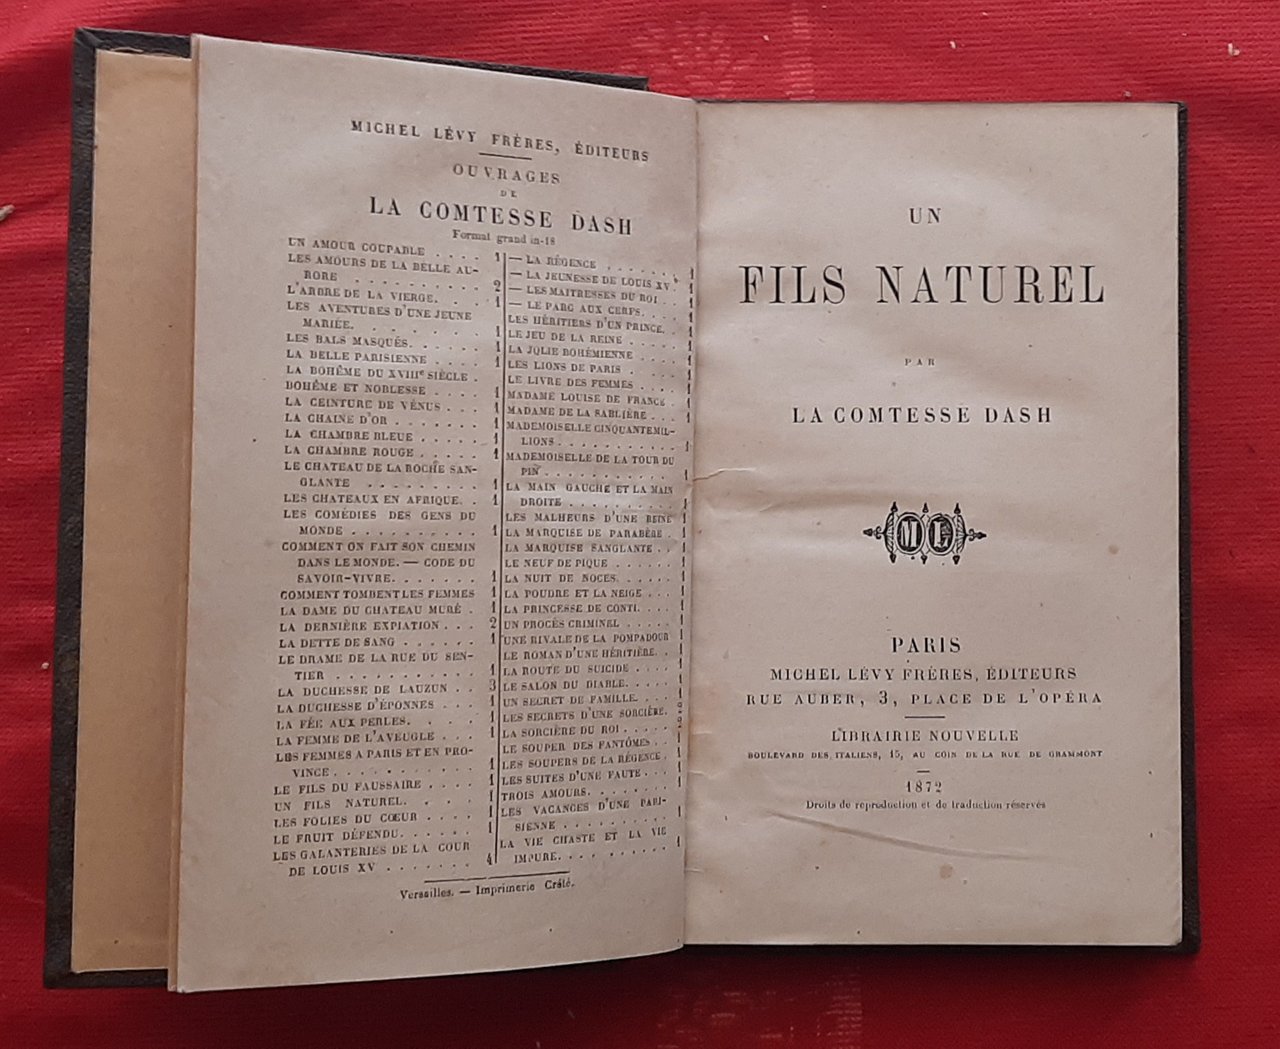 MICHEL LÉVY FRÈRES, ÉDITEURS
OUVRAGES
DE
LA COMTESSE DASH
Format grand in-18
UN AMOUR COUPABLE . . . . 1
LES AMOURS DE LA BELLE AU-
RORE . . . . . . . . . . 2
L'ARBRE DE LA VIERGE. . . . 1
LES AVENTURES D'UNE JEUNE
MARIÉE. . . . . . . . . 1
LES BALS MASQUÉS. . . . . . 1
LA BELLE PARISIENNE . . . . 1
LA BOHÊME DU XVIIIe SIÈCLE .
BOHÊME ET NOBLESSE . . . . 1
LA CEINTURE DE VÉNUS . . . 1
LA CHAINE D'OR . . . . . . . 1
LA CHAMBRE BLEUE . . . . . 1
LA CHAMBRE ROUGE . . . . . 1
LE CHATEAU DE LA ROCHE SAN-
GLANTE . . . . . . . . . 1
LES CHATEAUX EN AFRIQUE. . 1
LES COMÉDIES DES GENS DU
MONDE . . . . . . . . . . 1
COMMENT ON FAIT SON CHEMIN
DANS LE MONDE. — CODE DU
SAVOIR-VIVRE. . . . . . . 1
COMMENT TOMBENT LES FEMMES 1
LA DAME DU CHATEAU MURÉ . 1
LA DERNIÈRE EXPIATION . . . 2
LA DETTE DE SANG . . . . . . 1
LE DRAME DE LA RUE DU SEN-
TIER . . . . . . . . . . . 1
LA DUCHESSE DE LAUZUN . . 3
LA DUCHESSE D'ÉPONNES . . . 1
LA FÉE AUX PERLES. . . . . 1
LA FEMME DE L'AVEUGLE . . . 1
LES FEMMES A PARIS ET EN PRO-
VINCE . . . . . . . . . . 1
LE FILS DU FAUSSAIRE . . . . 1
UN FILS NATUREL. . . . . 1
LES FOLIES DU CŒUR . . . . 1
LE FRUIT DÉFENDU. . . . . . 1
LES GALANTERIES DE LA COUR
DE LOUIS XV . . . . . . . 4
— LA RÉGENCE . . . . . . . 1
— LA JEUNESSE DE LOUIS XV . 1
— LES MAITRESSES DU ROI . . 1
— LE PARC AUX CERFS. . . . 1
LES HÉRITIERS D'UN PRINCE. . 1
LE JEU DE LA REINE . . . . . 1
LA JOLIE BOHÉMIENNE . . . . 1
LES LIONS DE PARIS . . . . . 1
LE LIVRE DES FEMMES . . . . 1
MADAME LOUISE DE FRANCE . 1
MADAME DE LA SABLIÈRE . . . 1
MADEMOISELLE CINQUANTEMIL-
LIONS . . . . . . . . . . . 1
MADEMOISELLE DE LA TOUR DU
PIN . . . . . . . . . . . 1
LA MAIN GAUCHE ET LA MAIN
DROITE . . . . . . . . . . 1
LES MALHEURS D'UNE REINE 1
LA MARQUISE DE PARABÈRE . 1
LA MARQUISE SANGLANTE . . 1
LE NEUF DE PIQUE . . . . . . 1
LA NUIT DE NOCES. . . . . . 1
LA POUDRE ET LA NEIGE . . . 1
LA PRINCESSE DE CONTI. . . . 1
UN PROCÈS CRIMINEL . . . . . 1
UNE RIVALE DE LA POMPADOUR 1
LE ROMAN D'UNE HÉRITIÈRE. . 1
LA ROUTE DU SUICIDE . . . . 1
LE SALON DU DIABLE. . . . . 1
UN SECRET DE FAMILLE. . . . 1
LES SECRETS D'UNE SORCIÈRE. 2
LA SORCIÈRE DU ROI . . . . . 2
LE SOUPER DES FANTÔMES . . 1
LES SOUPERS DE LA RÉGENCE . 1
LES SUITES D'UNE FAUTE . . . 1
TROIS AMOURS. . . . . . . . 1
LES VACANCES D'UNE PARI-
SIENNE . . . . . . . . . . 1
LA VIE CHASTE ET LA VIE
IMPURE. . . . . . . . . . 1
Versailles. — Imprimerie Crété.
UN
FILS NATUREL
PAR
LA COMTESSE DASH
ML
PARIS
MICHEL LÉVY FRÈRES, ÉDITEURS
RUE AUBER, 3, PLACE DE L'OPÉRA
LIBRAIRIE NOUVELLE
BOULEVARD DES ITALIENS, 15, AU COIN DE LA RUE DE GRAMMONT
1872
Droits de reproduction et de traduction réservés